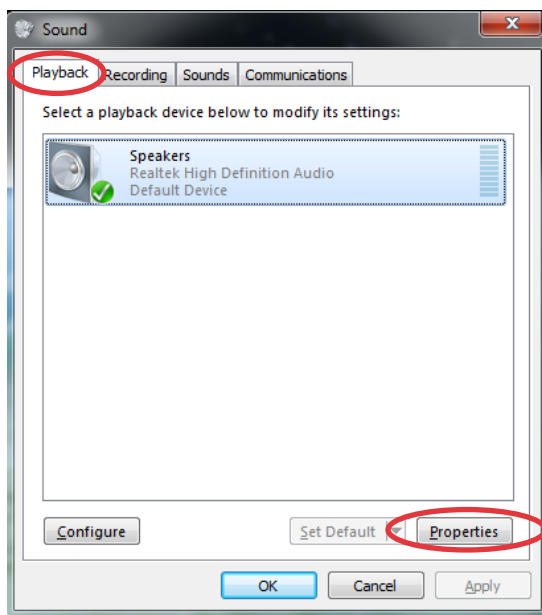 Sound
Playback Recording Sounds Communications
Select a playback device below to modify its settings:
Speakers
Realtek High Definition Audio
Default Device
Configure Set Default Properties
OK Cancel Apply